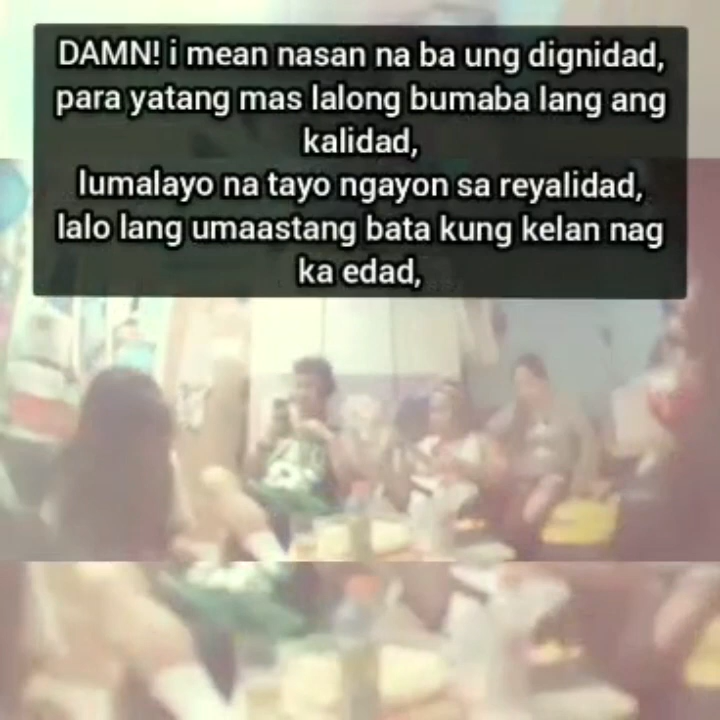 DAMN! i mean nasan na ba ung dignidad,
para yatang mas lalong bumaba lang ang
kalidad,
lumalayo na tayo ngayon sa reyalidad,
lalo lang umaastang bata kung kelan nag
ka edad,